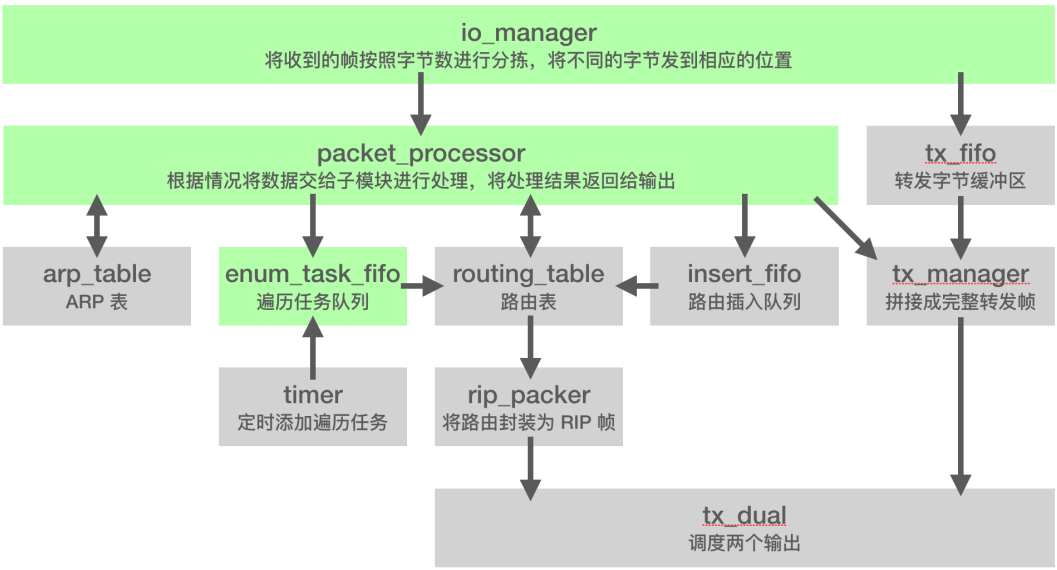 io_manager
将收到的帧按照字节数进行分拣，将不同的字节发到相应的位置
packet_processor
根据情况将数据交给子模块进行处理，将处理结果返回给输出
tx_fifo
转发字节缓冲区
arp_table
ARP 表
enum_task_fifo
遍历任务队列
routing_table
路由表
insert_fifo
路由插入队列
tx_manager
拼接成完整转发帧
timer
定时添加遍历任务
rip_packer
将路由封装为 RIP 帧
tx_dual
调度两个输出